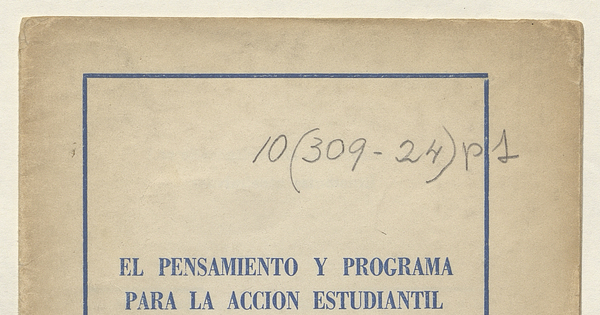 10(309-24)p1
EL PENSAMIENTO Y PROGRAMA
PARA LA ACCION ESTUDIANTIL